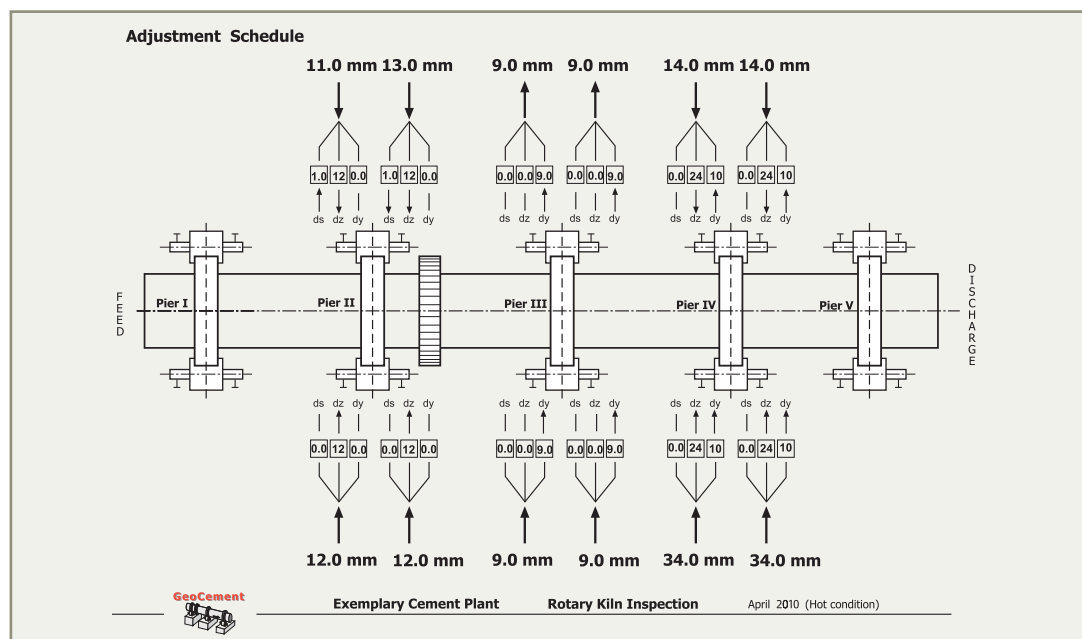 Adjustment Schedule
11.0 mm 13.0 mm 9.0 mm 9.0 mm 14.0 mm 14.0 mm
1.0 12 0.0 1.0 12 0.0 0.0 0.0 9.0 0.0 0.0 9.0 0.0 24 10 0.0 24 10
ds dz dy ds dz dy ds dz dy ds dz dy ds dz dy ds dz dy
FEED
Pier I Pier II Pier III Pier IV Pier V
DISCHARGE
ds dz dy ds dz dy ds dz dy ds dz dy ds dz dy ds dz dy
0.0 12 0.0 0.0 12 0.0 0.0 0.0 9.0 0.0 0.0 9.0 0.0 24 10 0.0 24 10
12.0 mm 12.0 mm 9.0 mm 9.0 mm 34.0 mm 34.0 mm
GeoCement
Exemplary Cement Plant Rotary Kiln Inspection April 2010 (Hot condition)